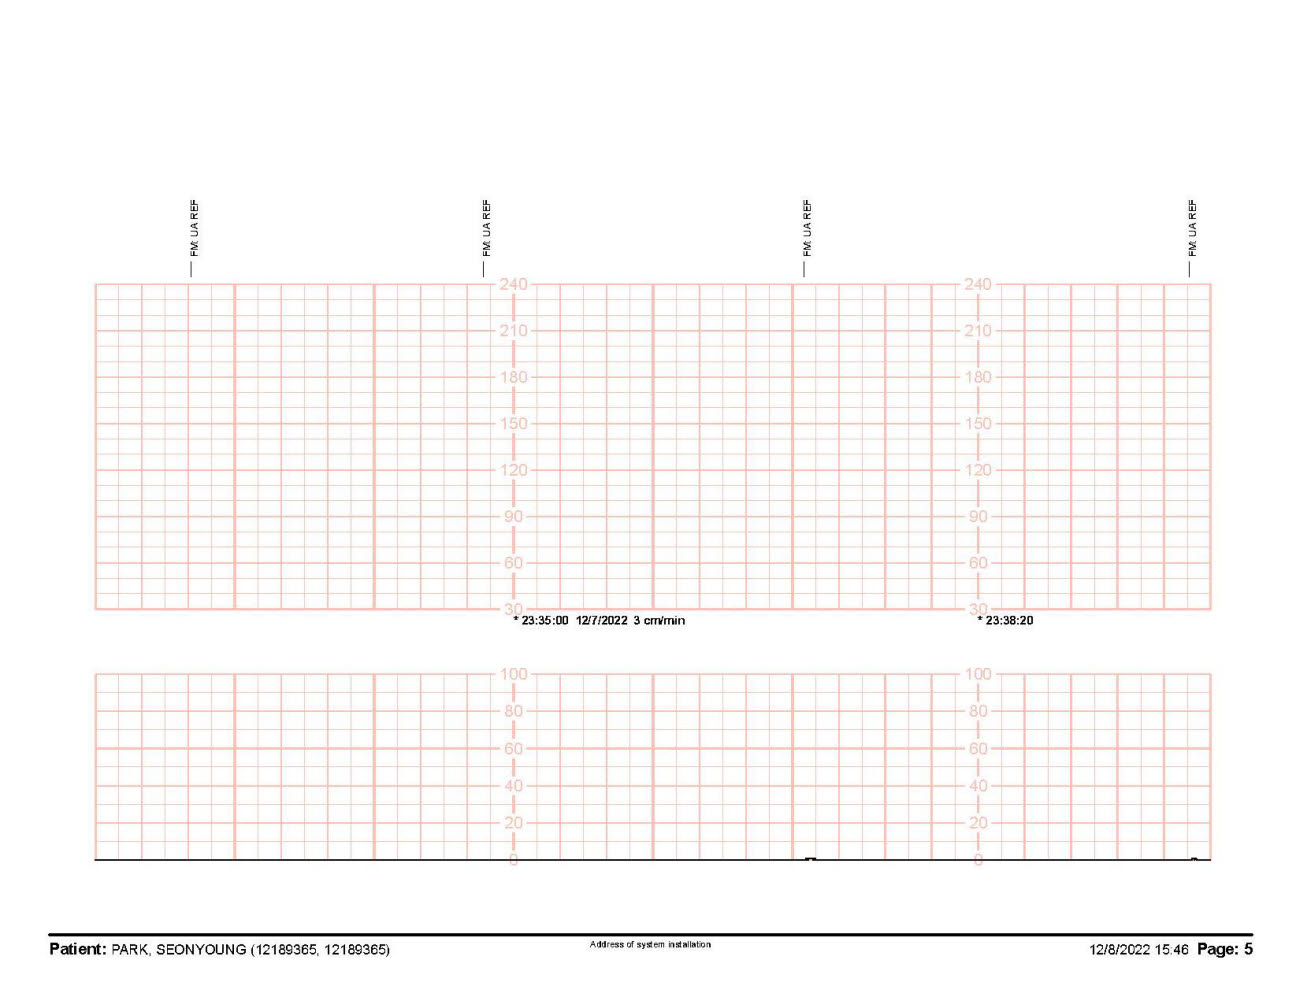 FM: UA REF
FM: UA REF
FM: UA REF
FM: UA REF
240 240
210 210
180 180
150 150
120 120
90 90
60 60
30 30
* 23:35:00 12/7/2022 3 cm/min * 23:38:20
100 100
80 80
60 60
40 40
20 20
0 0
Patient: PARK, SEONYOUNG (12189365, 12189365) Address of system installation 12/8/2022 15:46 Page: 5